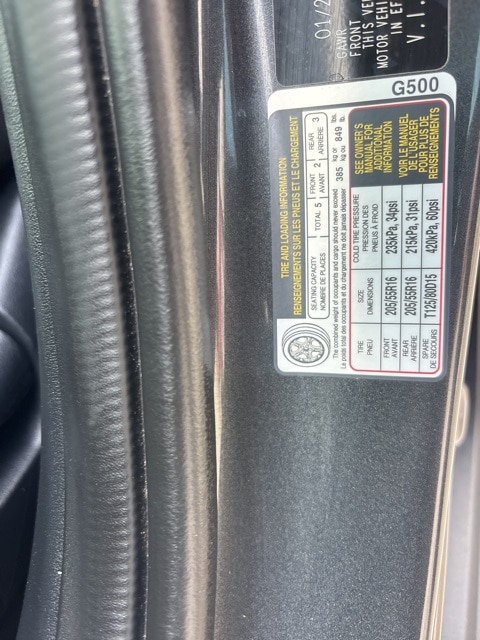 01/2
GAWR
FRONT
THIS VE
MOTOR VEHI
IN EF
V.I.
G500
TIRE AND LOADING INFORMATION
RENSEIGNEMENTS SUR LES PNEUS ET LE CHARGEMENT
SEATING CAPACITY TOTAL 5 FRONT 2 REAR 3
NOMBRE DE PLACES AVANT ARRIÈRE
The combined weight of occupants and cargo should never exceed 385 kg or 849 lbs.
Le poids total des occupants et du chargement ne doit jamais dépasser kg ou lb.
TIRE SIZE COLD TIRE PRESSURE SEE OWNER'S
PNEU DIMENSIONS PRESSION DES MANUAL FOR
PNEUS À FROID ADDITIONAL
INFORMATION
FRONT 205/55R16 235kPa, 34psi
AVANT
REAR 205/55R16 215kPa, 31psi VOIR LE MANUEL
ARRIÈRE DE L'USAGER
SPARE T125/80D15 420kPa, 60psi POUR PLUS DE
DE SECOURS RENSEIGNEMENTS